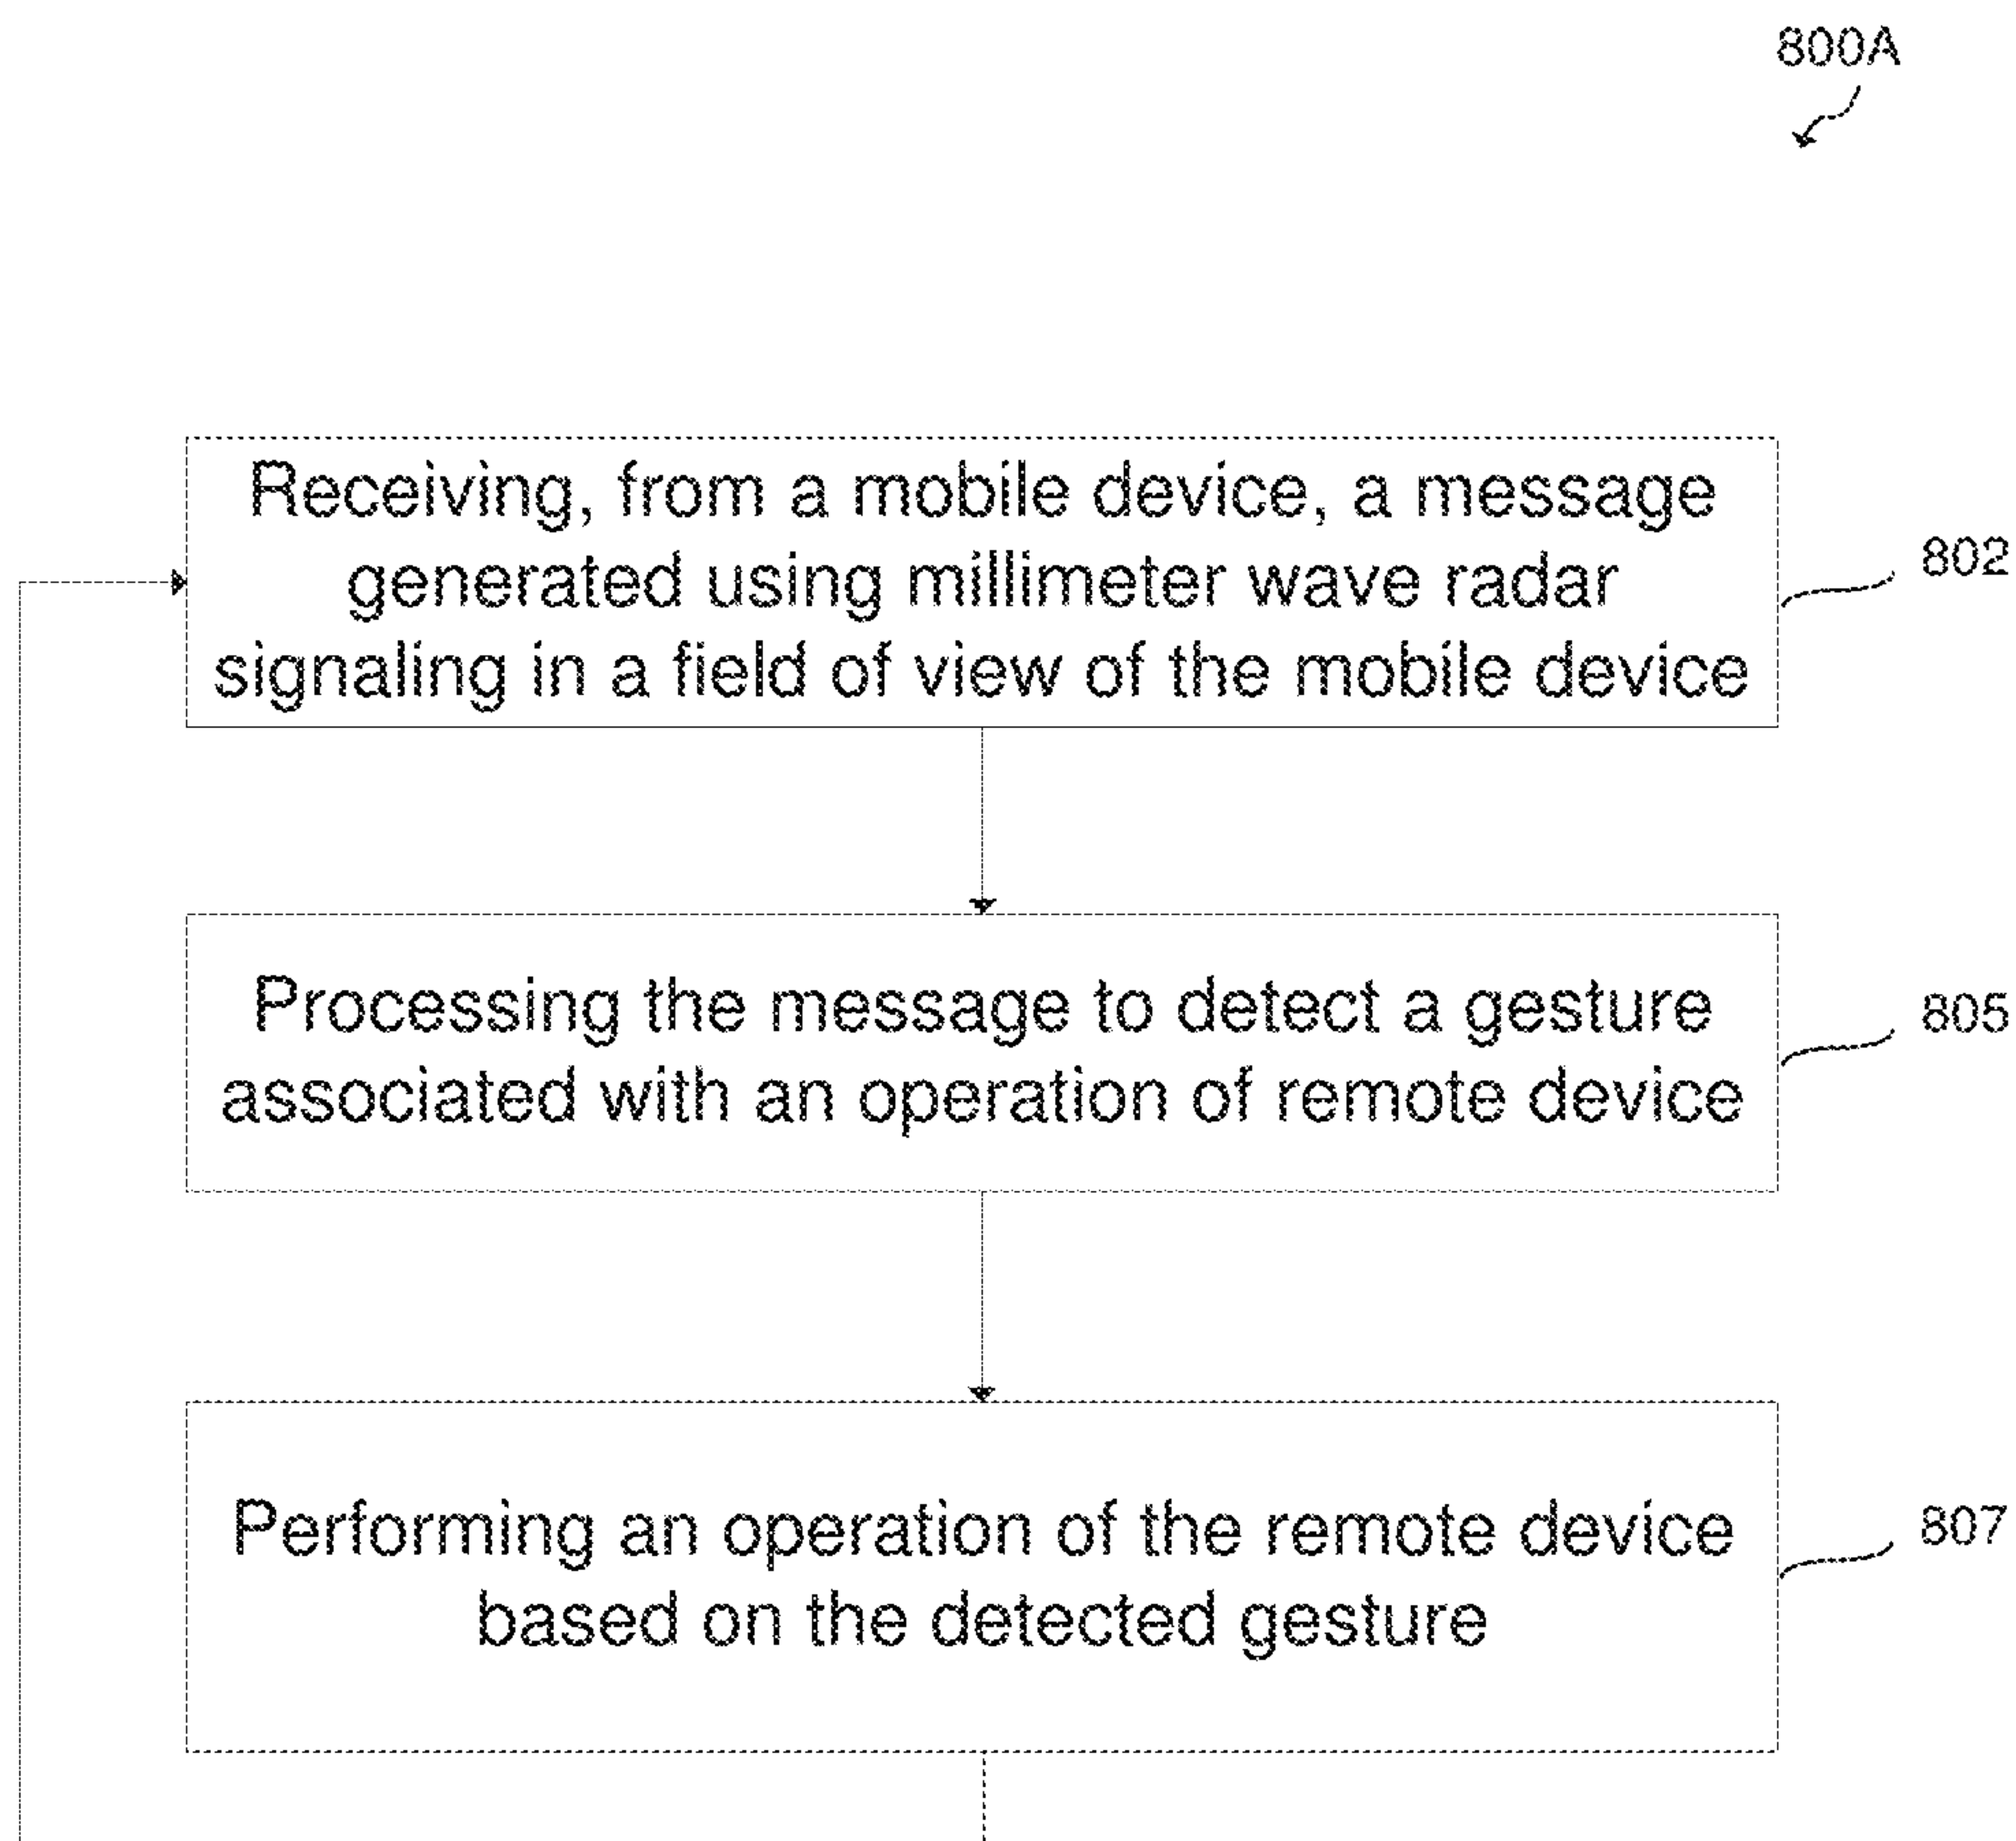 800A
Receiving, from a mobile device, a message
generated using millimeter wave radar
signaling in a field of view of the mobile device
802
Processing the message to detect a gesture
associated with an operation of remote device
805
Performing an operation of the remote device
based on the detected gesture
807